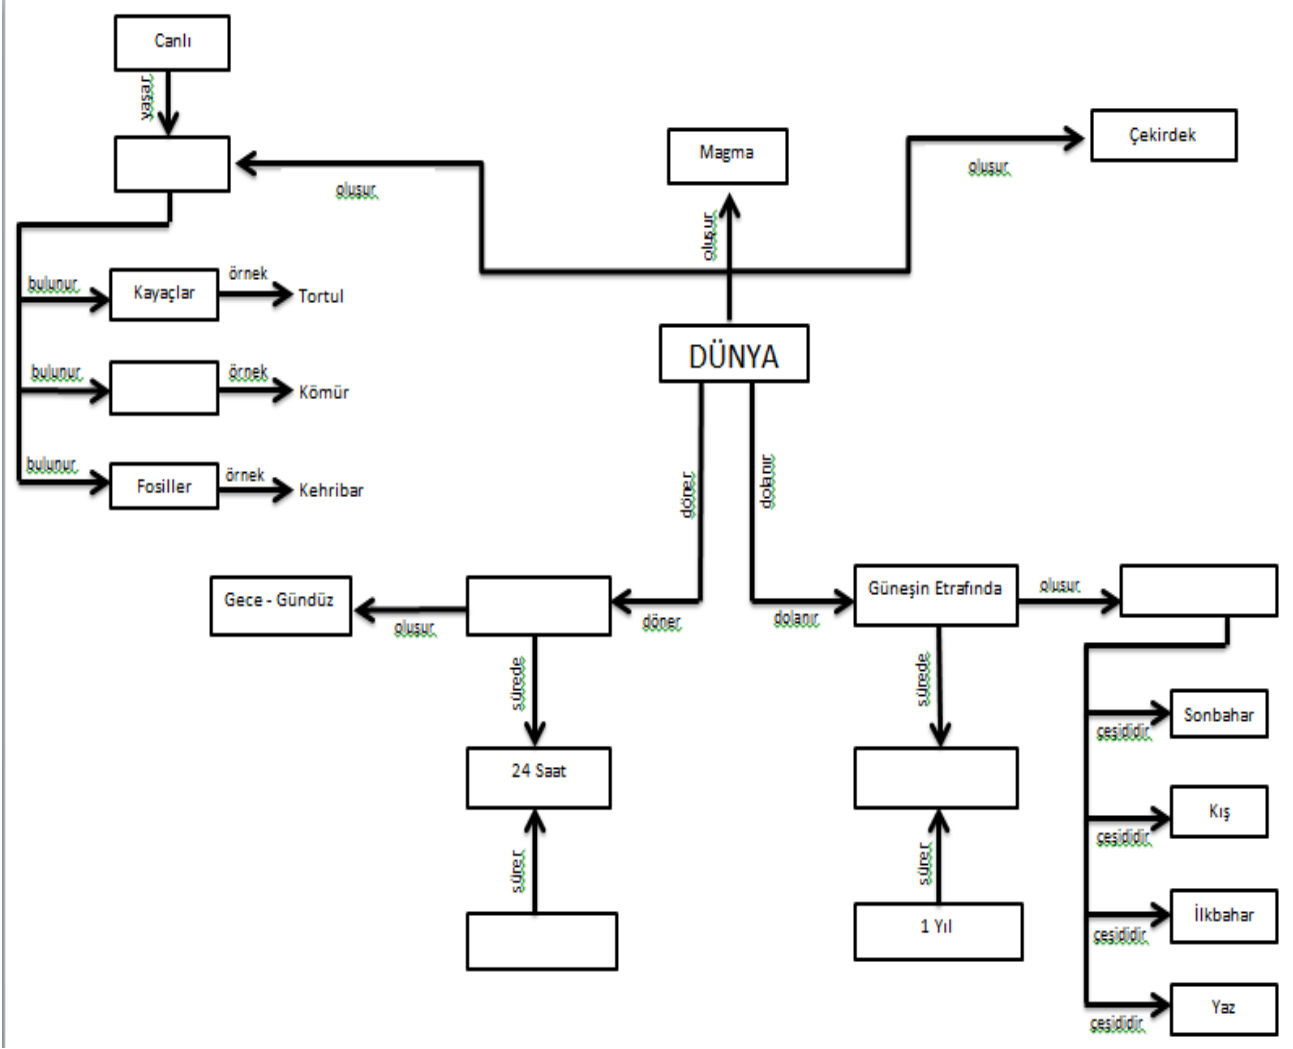 Canlı
yaşar
oluşur
Magma
oluşur
Çekirdek
oluşur
bulunur
Kayaçlar
örnek
Tortul
bulunur
örnek
Kömür
bulunur
Fosiller
örnek
Kehribar
DÜNYA
döner
dolanır
Gece - Gündüz
oluşur
döner
dolanır
Güneşin Etrafında
oluşur
sürede
24 Saat
sürer
sürede
sürer
1 Yıl
çeşididir
Sonbahar
çeşididir
Kış
çeşididir
İlkbahar
çeşididir
Yaz